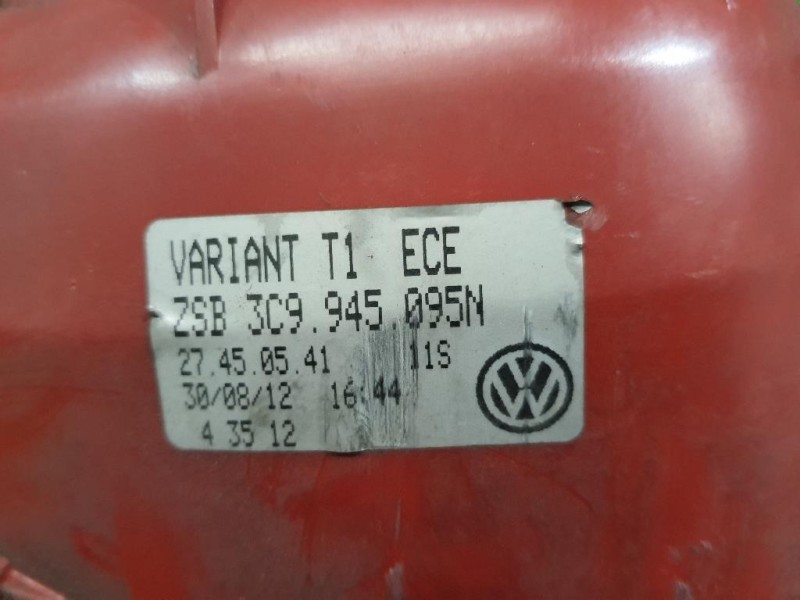 VARIANT T1 ECE
ZSB 3C9.945.095N
27.45.05.41 11S
30/08/12 16:44
4 35 12
VW